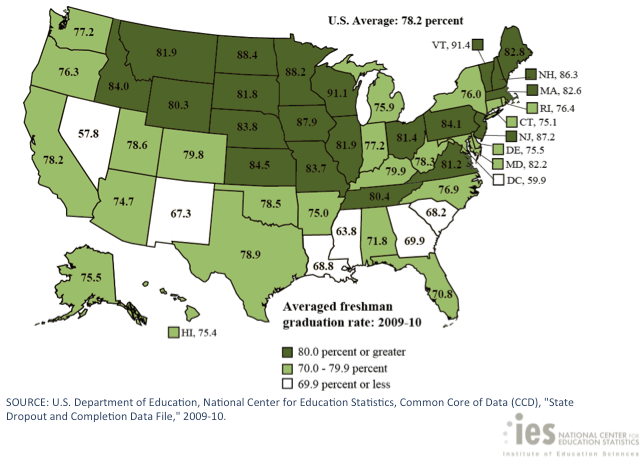 U.S. Average: 78.2 percent
77.2
81.9
88.4
88.2
VT, 91.4
82.8
76.3
84.0
81.8
91.1
75.9
76.0
NH, 86.3
MA, 82.6
RI, 76.4
80.3
83.8
87.9
84.1
CT, 75.1
NJ, 87.2
57.8
78.6
79.8
81.9
77.2
81.4
DE, 75.5
MD, 82.2
DC, 59.9
78.2
84.5
83.7
79.9
78.3
81.2
74.7
67.3
78.5
75.0
80.4
76.9
78.9
68.8
63.8
71.8
69.9
68.2
75.5
70.8
HI, 75.4
Averaged freshman
graduation rate: 2009-10
80.0 percent or greater
70.0 - 79.9 percent
69.9 percent or less
SOURCE: U.S. Department of Education, National Center for Education Statistics, Common Core of Data (CCD), "State
Dropout and Completion Data File," 2009-10.
ies NATIONAL CENTER FOR
EDUCATION STATISTICS
Institute of Education Sciences